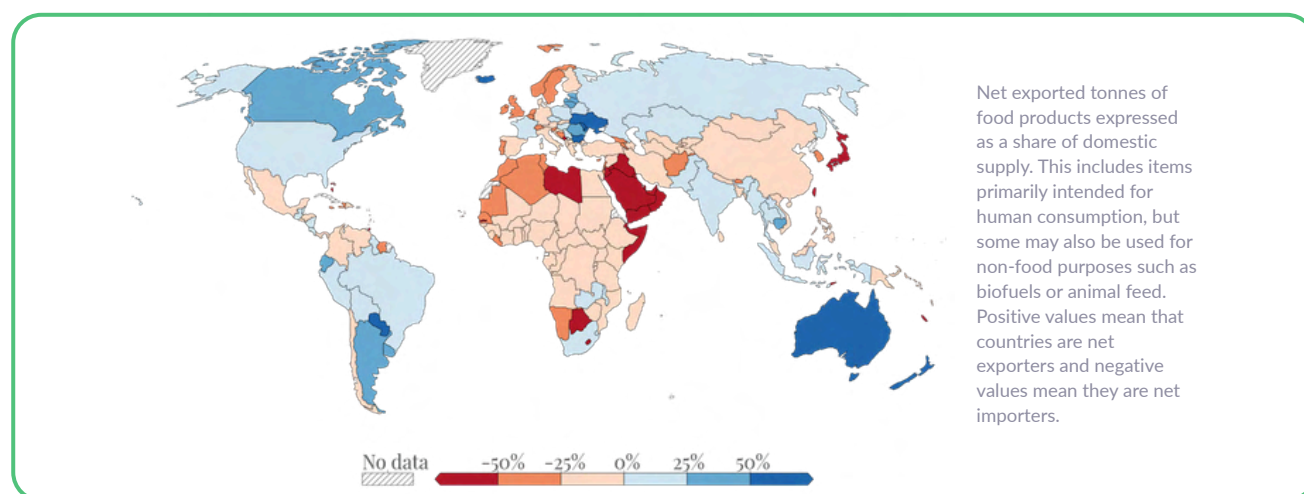 Net exported tonnes of
food products expressed
as a share of domestic
supply. This includes items
primarily intended for
human consumption, but
some may also be used for
non-food purposes such as
biofuels or animal feed.
Positive values mean that
countries are net
exporters and negative
values mean they are net
importers.
No data -50% -25% 0% 25% 50%